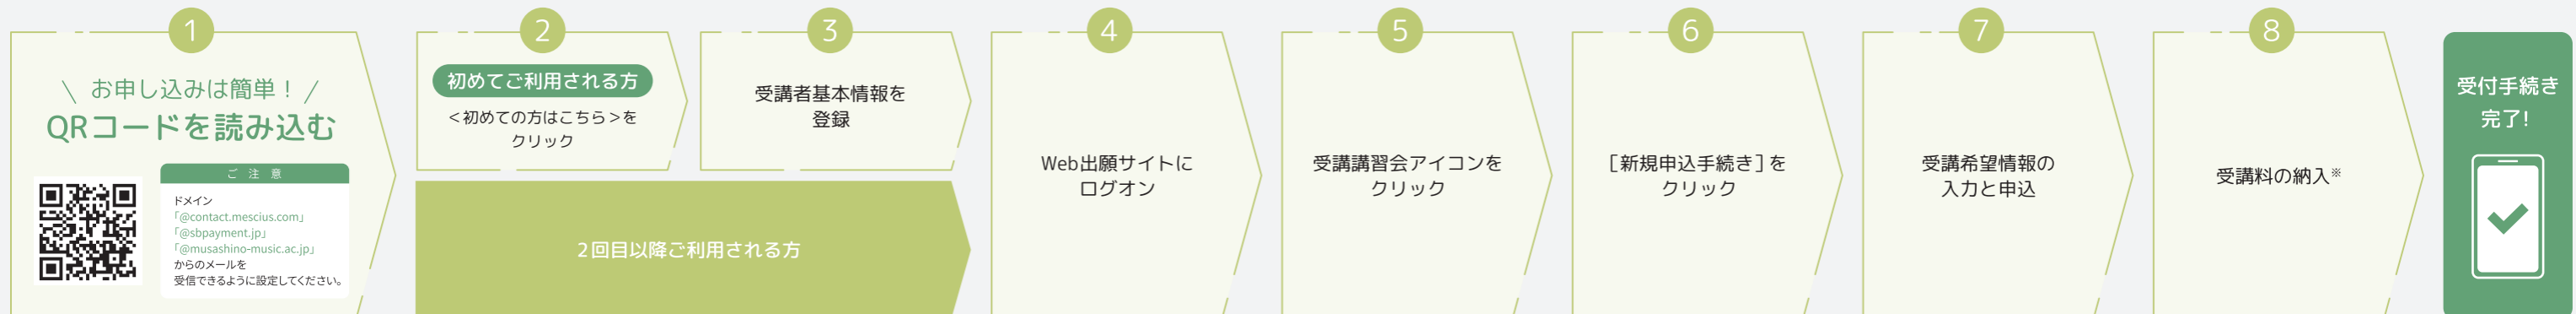 1
お申し込みは簡単！
QRコードを読み込む
ご注意
ドメイン
「@contact.mescius.com」
「@sbpayment.jp」
「@musashino-music.ac.jp」
からのメールを
受信できるように設定してください。
2
初めてご利用される方
＜初めての方はこちら＞を
クリック
3
受講者基本情報を
登録
2回目以降ご利用される方
4
Web出願サイトに
ログオン
5
受講講習会アイコンを
クリック
6
［新規申込手続き］を
クリック
7
受講希望情報の
入力と申込
8
受講料の納入※
受付手続き
完了!